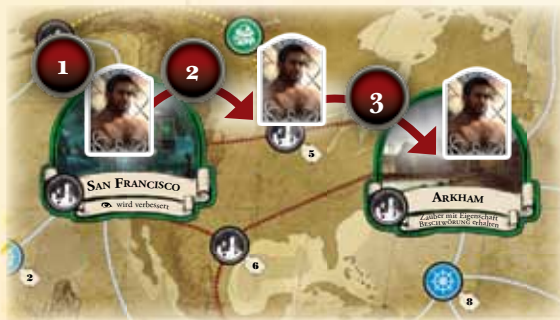 1
2
3
5
SAN FRANCISCO
wird verbessert
ARKHAM
Zauber mit Eigenschaft
BESCHWÖRUNG erhalten
6
2
8